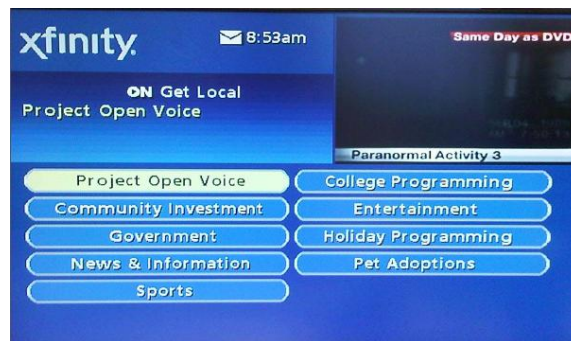 xfinity.
8:53am
Same Day as DVD
ON Get Local
Project Open Voice
Paranormal Activity 3
Project Open Voice
College Programming
Community Investment
Entertainment
Government
Holiday Programming
News & Information
Pet Adoptions
Sports